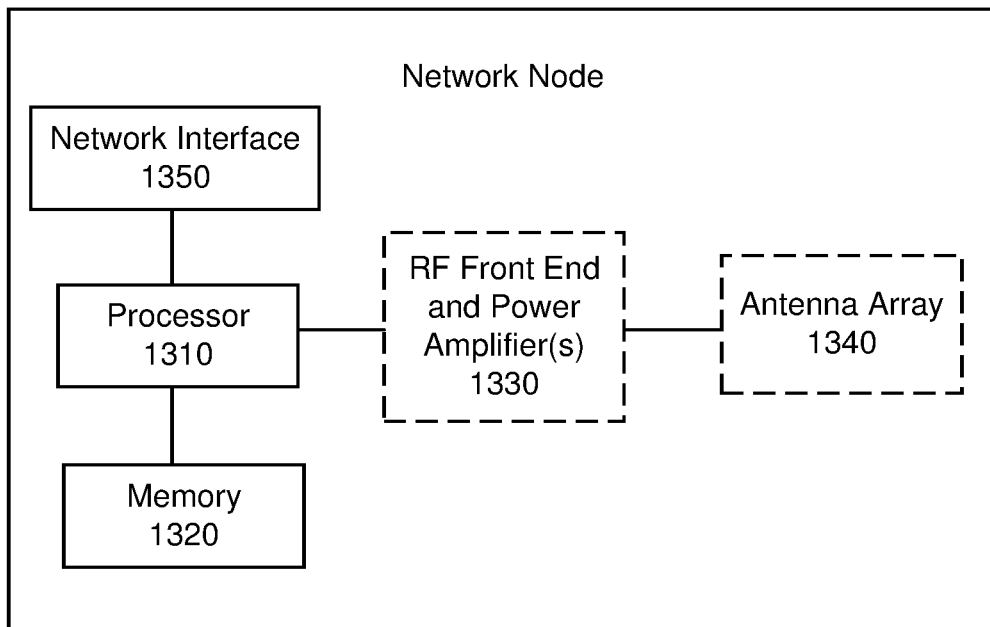 Network Node
Network Interface
1350
Processor
1310
Memory
1320
RF Front End
and Power
Amplifier(s)
1330
Antenna Array
1340